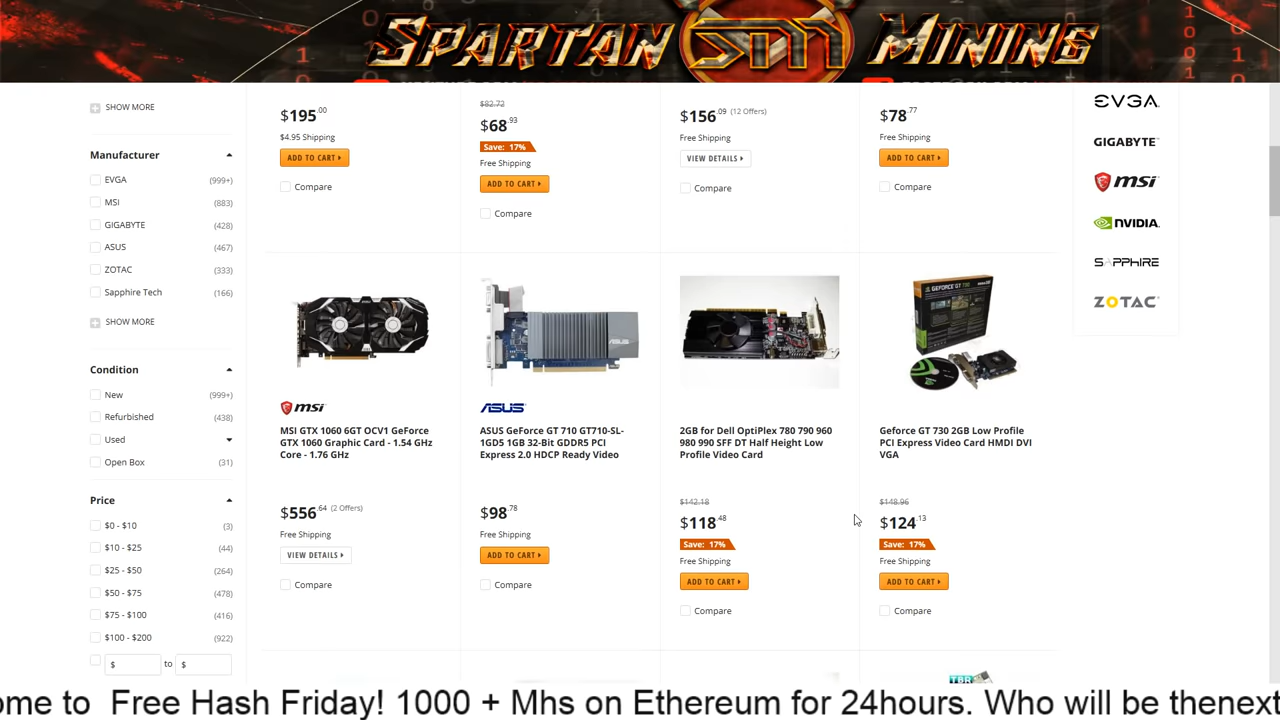 SPARTAN SM MINING
SHOW MORE
Manufacturer
EVGA (999+)
MSI (883)
GIGABYTE (428)
ASUS (467)
ZOTAC (333)
Sapphire Tech (166)
SHOW MORE
Condition
New (999+)
Refurbished (438)
Used
Open Box (31)
Price
$0 - $10 (3)
$10 - $25 (44)
$25 - $50 (264)
$50 - $75 (478)
$75 - $100 (416)
$100 - $200 (922)
$ to $
$195.00
$4.95 Shipping
ADD TO CART
Compare
$82.72
$68.93
Save: 17%
Free Shipping
ADD TO CART
Compare
$156.09 (12 Offers)
Free Shipping
VIEW DETAILS
Compare
$78.77
Free Shipping
ADD TO CART
Compare
msi
MSI GTX 1060 6GT OCV1 GeForce
GTX 1060 Graphic Card - 1.54 GHz
Core - 1.76 GHz
$556.64 (2 Offers)
Free Shipping
VIEW DETAILS
Compare
ASUS
ASUS GeForce GT 710 GT710-SL-
1GD5 1GB 32-Bit GDDR5 PCI
Express 2.0 HDCP Ready Video
$98.78
Free Shipping
ADD TO CART
Compare
2GB for Dell OptiPlex 780 790 960
980 990 SFF DT Half Height Low
Profile Video Card
$142.18
$118.48
Save: 17%
Free Shipping
ADD TO CART
Compare
Geforce GT 730 2GB Low Profile
PCI Express Video Card HMDI DVI
VGA
$148.96
$124.13
Save: 17%
Free Shipping
ADD TO CART
Compare
EVGA
GIGABYTE
msi
NVIDIA
SAPPHIRE
ZOTAC
TBR
ome to  Free Hash Friday! 1000 + Mhs on Ethereum for 24hours. Who will be thenext